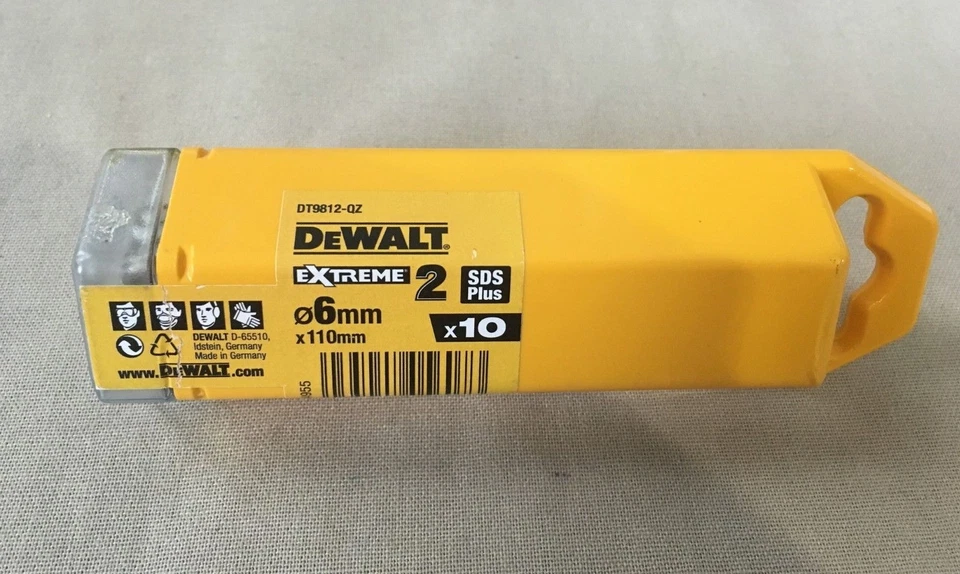 DT9812-QZ
DEWALT®
EXTREME 2
SDS Plus
ø6mm
x110mm
x10
DEWALT D-65510,
Idstein, Germany
Made in Germany
www.DEWALT.com